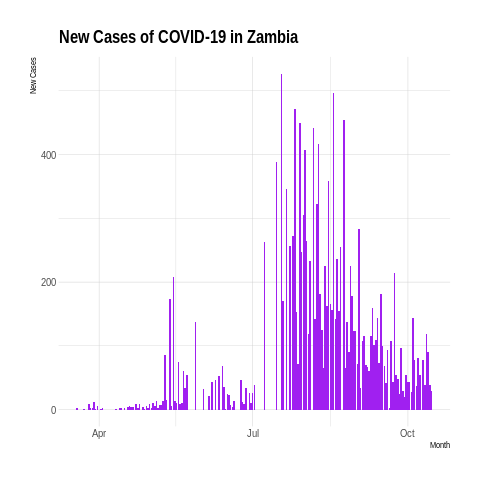 New Cases of COVID-19 in Zambia
New Cases
400
200
0
Apr
Jul
Oct
Month